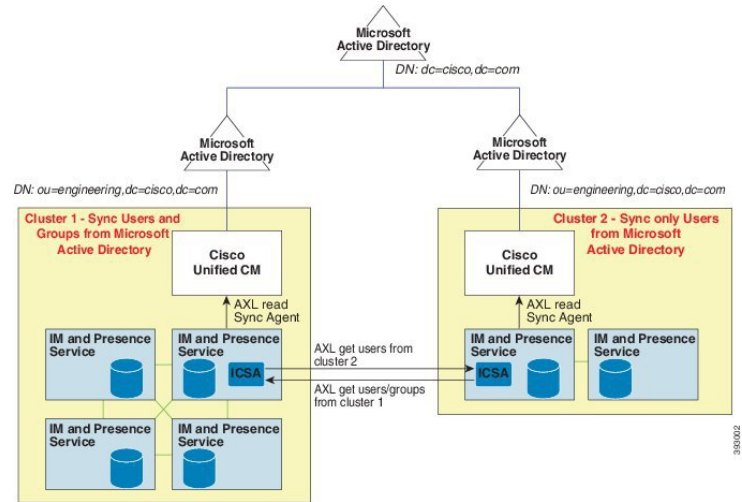 Microsoft
Active Directory
DN: dc=cisco,dc=com
Microsoft
Active Directory
Microsoft
Active Directory
DN: ou=engineering,dc=cisco,dc=com
DN: ou=engineering,dc=cisco,dc=com
Cluster 1 - Sync Users and
Groups from Microsoft
Active Directory
Cisco
Unified CM
AXL read
Sync Agent
IM and Presence
Service
IM and Presence
Service
ICSA
IM and Presence
Service
IM and Presence
Service
AXL get users from
cluster 2
AXL get users/groups
from cluster 1
Cluster 2 - Sync only Users
from Microsoft
Active Directory
Cisco
Unified CM
AXL read
Sync Agent
IM and Presence
Service
ICSA
IM and Presence
Service
393002